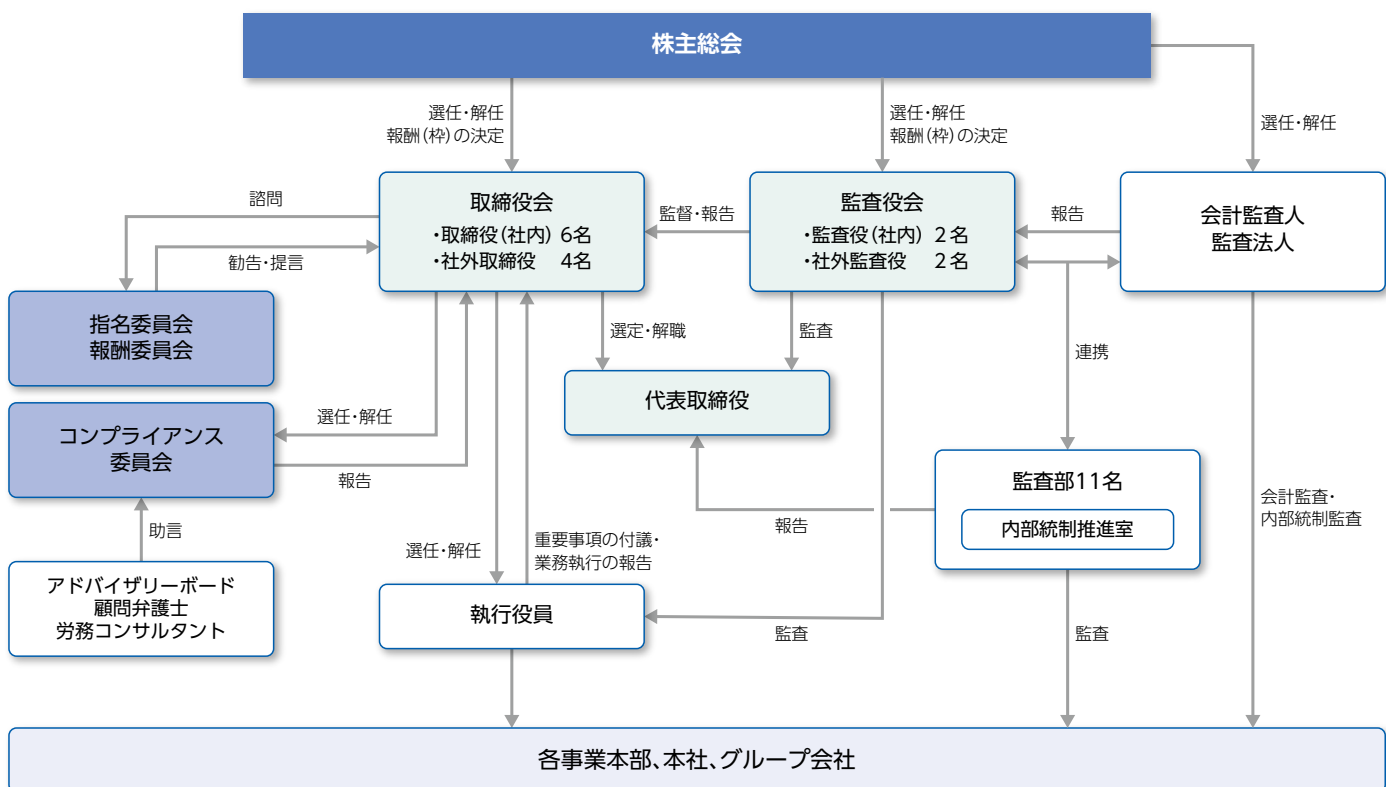 株主総会
選任・解任
報酬(枠)の決定
選任・解任
報酬(枠)の決定
選任・解任
諮問
勧告・提言
取締役会
・取締役(社内) 6名
・社外取締役 4名
監督・報告
監査役会
・監査役(社内) 2名
・社外監査役 2名
報告
会計監査人
監査法人
指名委員会
報酬委員会
選定・解職
監査
連携
代表取締役
コンプライアンス
委員会
選任・解任
報告
監査部11名
内部統制推進室
報告
会計監査・
内部統制監査
助言
選任・解任
重要事項の付議・
業務執行の報告
アドバイザリーボード
顧問弁護士
労務コンサルタント
執行役員
監査
監査
各事業本部、本社、グループ会社